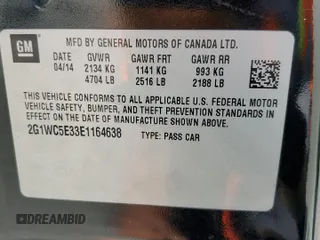 GM
MFD BY GENERAL MOTORS OF CANADA LTD.
DATE GVWR GAWR FRT GAWR RR
04/14 2134 KG 1141 KG 993 KG
4704 LB 2516 LB 2188 LB
THIS VEHICLE CONFORMS TO ALL APPLICABLE U.S. FEDERAL MOTOR
VEHICLE SAFETY, BUMPER, AND THEFT PREVENTION STANDARDS IN
EFFECT ON THE DATE OF MANUFACTURE SHOWN ABOVE.
2G1WC5E33E1164638 TYPE: PASS CAR
DREAMBID